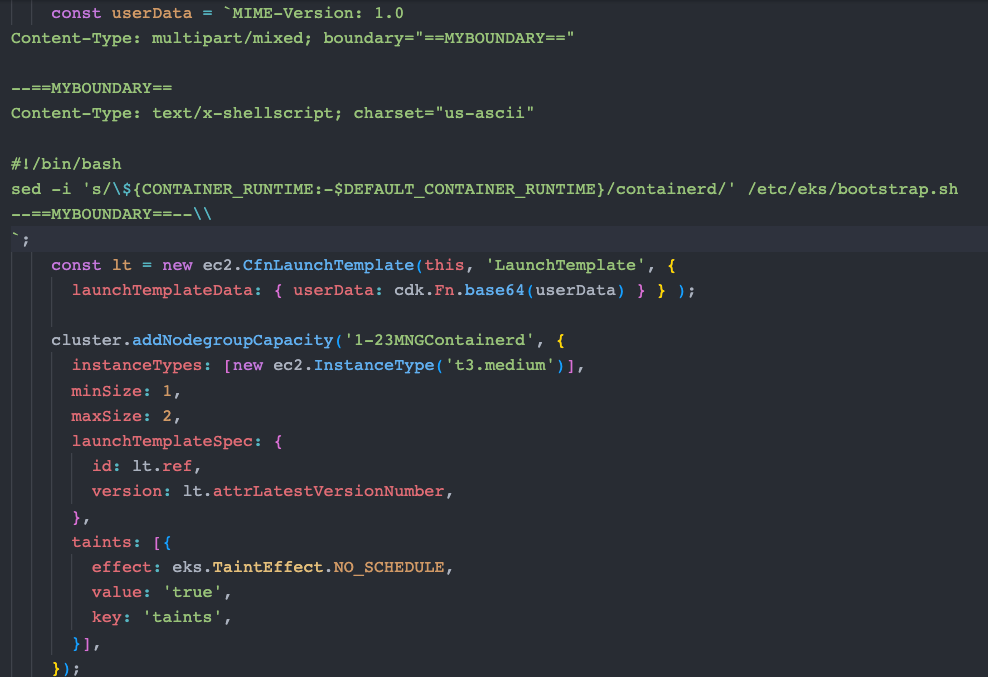 const userData = `MIME-Version: 1.0
Content-Type: multipart/mixed; boundary="==MYBOUNDARY=="
--==MYBOUNDARY==
Content-Type: text/x-shellscript; charset="us-ascii"
#!/bin/bash
sed -i 's/\${CONTAINER_RUNTIME:-$DEFAULT_CONTAINER_RUNTIME}/containerd/' /etc/eks/bootstrap.sh
--==MYBOUNDARY==--\\
`;
const lt = new ec2.CfnLaunchTemplate(this, 'LaunchTemplate', {
launchTemplateData: { userData: cdk.Fn.base64(userData) } } );
cluster.addNodegroupCapacity('1-23MNGContainerd', {
instanceTypes: [new ec2.InstanceType('t3.medium')],
minSize: 1,
maxSize: 2,
launchTemplateSpec: {
id: lt.ref,
version: lt.attrLatestVersionNumber,
},
taints: [{
effect: eks.TaintEffect.NO_SCHEDULE,
value: 'true',
key: 'taints',
}],
});